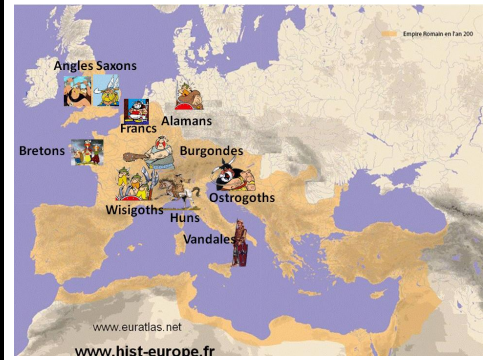 Empire Romain en l'an 200
Angles Saxons
Francs
Alamans
Bretons
Burgondes
Wisigoths
Huns
Ostrogoths
Vandales
www.euratlas.net
www.hist-europe.fr